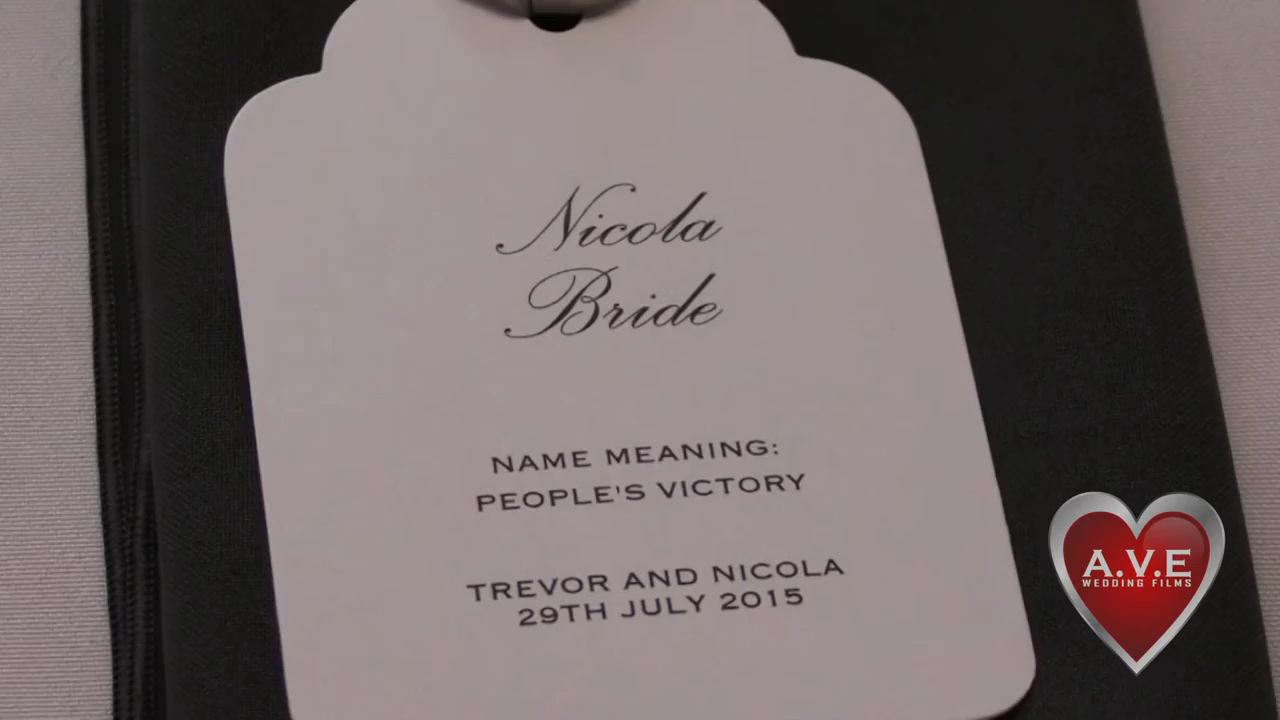 Nicola
Bride
NAME MEANING:
PEOPLE'S VICTORY
TREVOR AND NICOLA
29TH JULY 2015
A.V.E
WEDDING FILMS